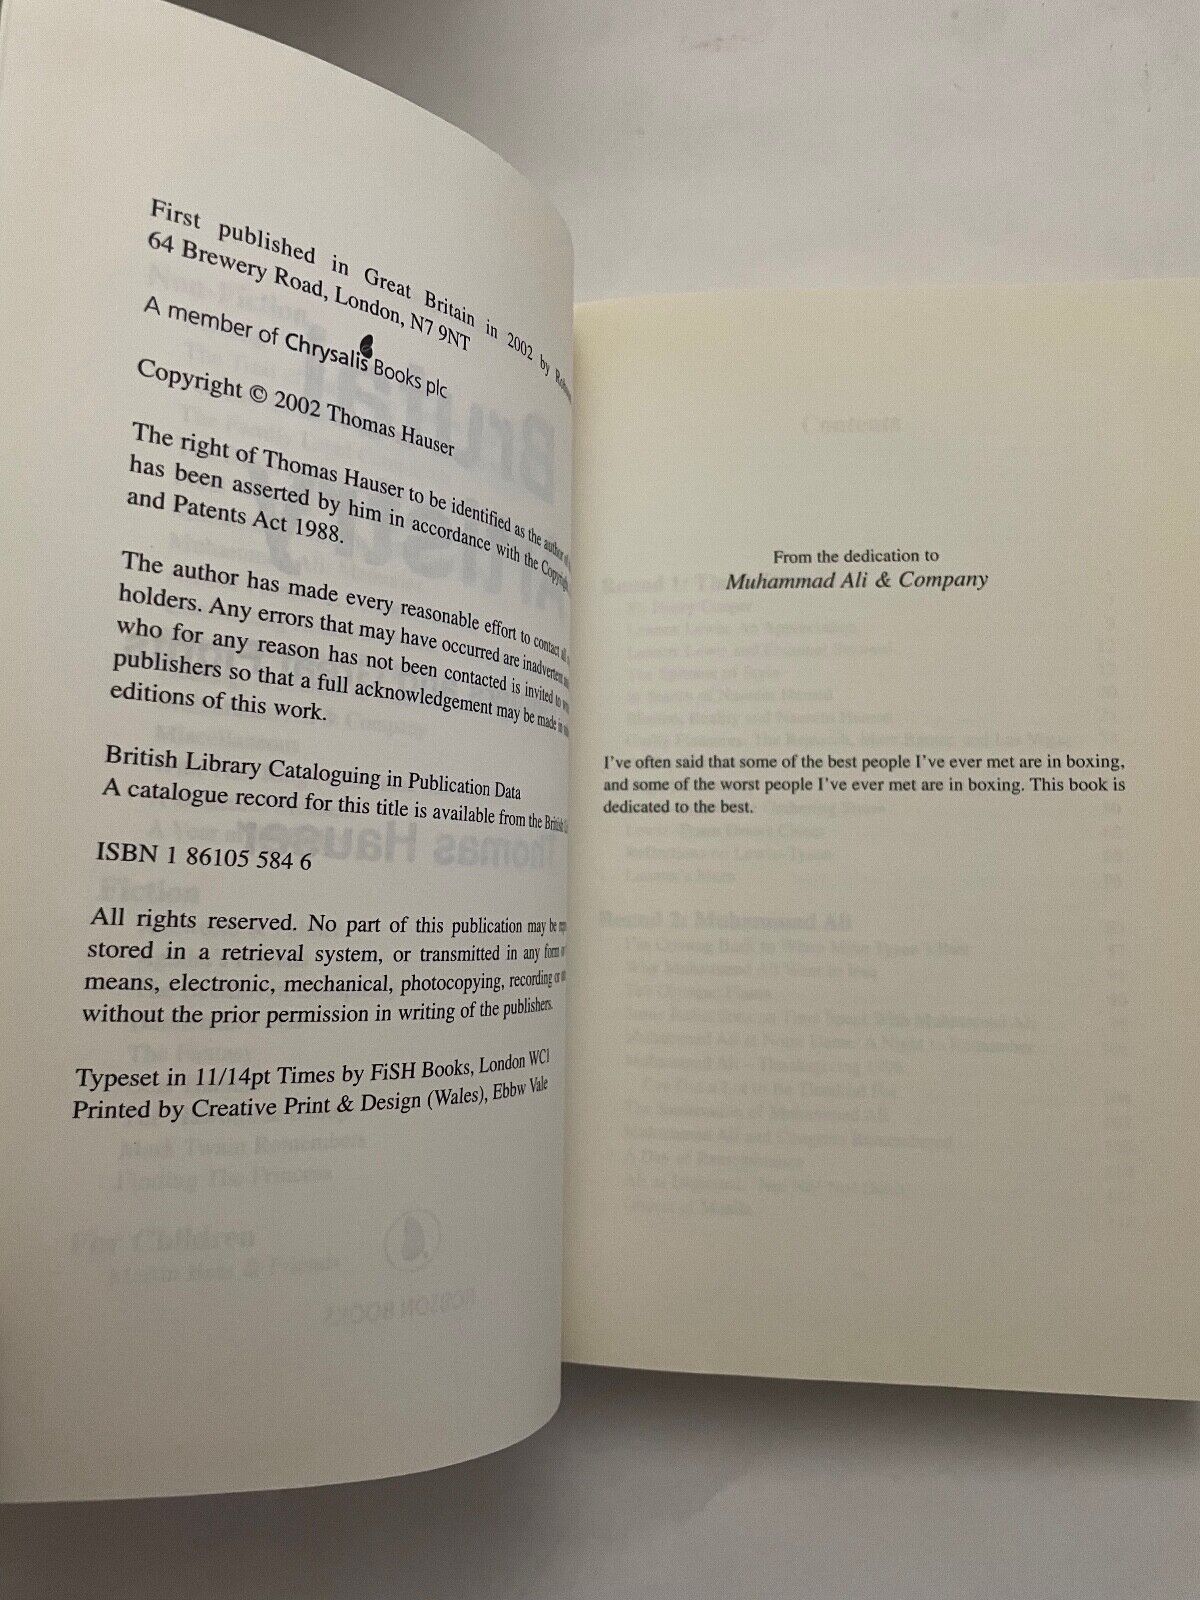 First published in Great Britain in 2002 by
64 Brewery Road, London, N7 9NT
A member of Chrysalis Books plc
Copyright © 2002 Thomas Hauser
The right of Thomas Hauser to be identified as the author
has been asserted by him in accordance with the
and Patents Act 1988.
The author has made every reasonable effort to contact all
holders. Any errors that may have occurred are inadvertent
who for any reason has not been contacted is invited to
publishers so that a full acknowledgement may be made in
editions of this work.
British Library Cataloguing in Publication Data
A catalogue record for this title is available from the British
ISBN 1 86105 584 6
All rights reserved. No part of this publication may be
stored in a retrieval system, or transmitted in any form or
means, electronic, mechanical, photocopying, recording or
without the prior permission in writing of the publishers.
Typeset in 11/14pt Times by FiSH Books, London WC1
Printed by Creative Print & Design (Wales), Ebbw Vale
From the dedication to
Muhammad Ali & Company
I've often said that some of the best people I've ever met are in boxing,
and some of the worst people I've ever met are in boxing. This book is
dedicated to the best.